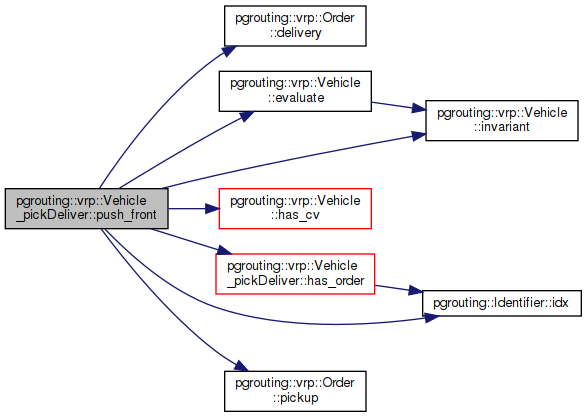 pgrouting::vrp::Order
::delivery
pgrouting::vrp::Vehicle
::evaluate
pgrouting::vrp::Vehicle
::invariant
pgrouting::vrp::Vehicle
_pickDeliver::push_front
pgrouting::vrp::Vehicle
::has_cv
pgrouting::vrp::Vehicle
_pickDeliver::has_order
pgrouting::Identifier::idx
pgrouting::vrp::Order
::pickup